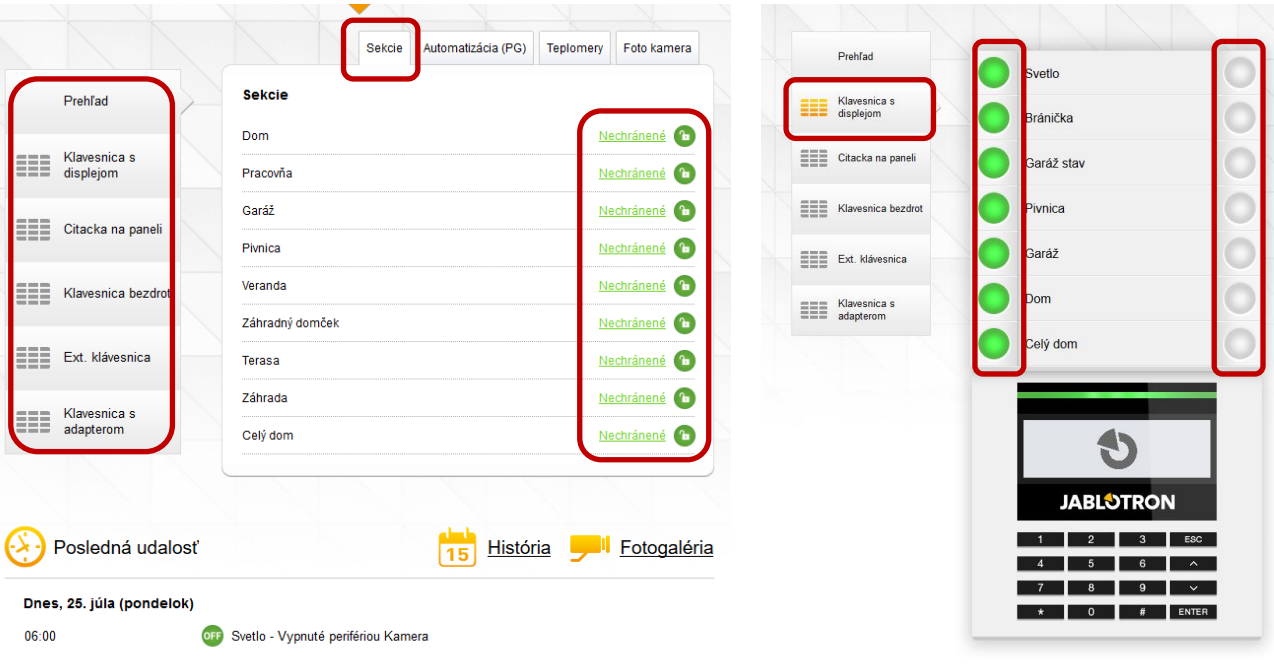 Sekcie
Automatizácia (PG)
Teplomery
Foto kamera
Prehľad
Klavesnica s
displejom
Citacka na paneli
Klavesnica bezdrot
Ext. klávesnica
Klavesnica s
adapterom
Sekcie
Dom Nechránené
Pracovňa Nechránené
Garáž Nechránené
Pivnica Nechránené
Veranda Nechránené
Záhradný domček Nechránené
Terasa Nechránené
Záhrada Nechránené
Celý dom Nechránené
Posledná udalosť
15 História
Fotogaléria
Dnes, 25. júla (pondelok)
06:00 OFF Svetlo - Vypnuté perifériou Kamera
Prehľad
Klavesnica s
displejom
Citacka na paneli
Klavesnica bezdrot
Ext. klávesnica
Klavesnica s
adapterom
Svetlo
Bránička
Garáž stav
Pivnica
Garáž
Dom
Celý dom
JABLOTRON
1 2 3 ESC
4 5 6
7 8 9
* 0 # ENTER